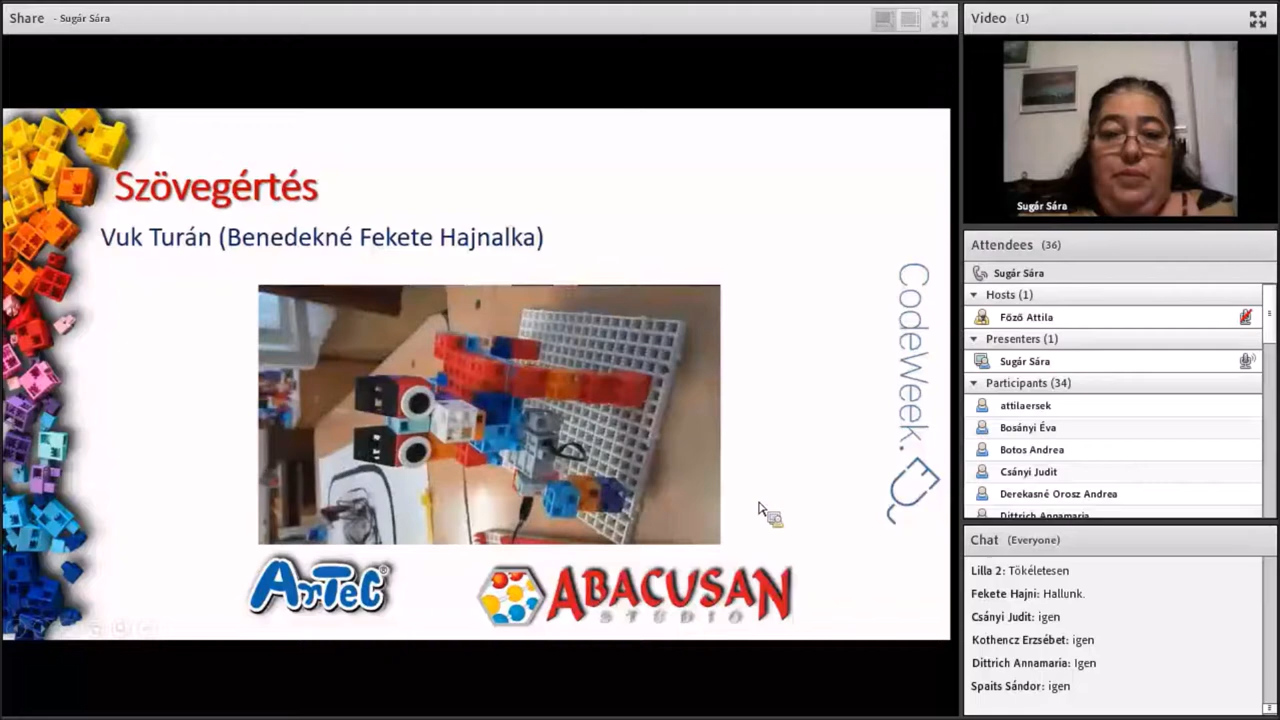 Share - Sugár Sára
Szövegértés
Vuk Turán (Benedekné Fekete Hajnalka)
CodeWeek.
ArTec®
ABACUSAN
STUDIO
Video (1)
Sugár Sára
Attendees (36)
Sugár Sára
Hosts (1)
Főző Attila
Presenters (1)
Sugár Sára
Participants (34)
attilaersek
Bosányi Éva
Botos Andrea
Csányi Judit
Derekasné Orosz Andrea
Dittrich Annamaria
Chat (Everyone)
Lilla 2: Tökéletesen
Fekete Hajni: Hallunk.
Csányi Judit: igen
Kothencz Erzsébet: igen
Dittrich Annamaria: Igen
Spaits Sándor: igen